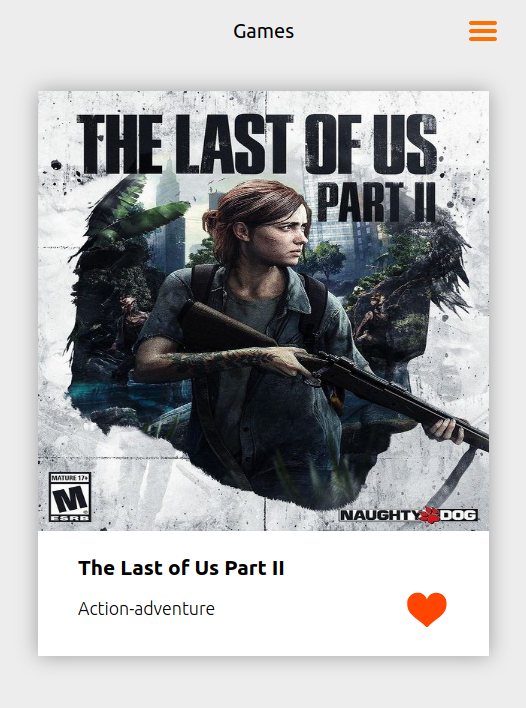 Games
THE LAST OF US
PART II
MATURE 17+
M
ESRB
NAUGHTY DOG
The Last of Us Part II
Action-adventure